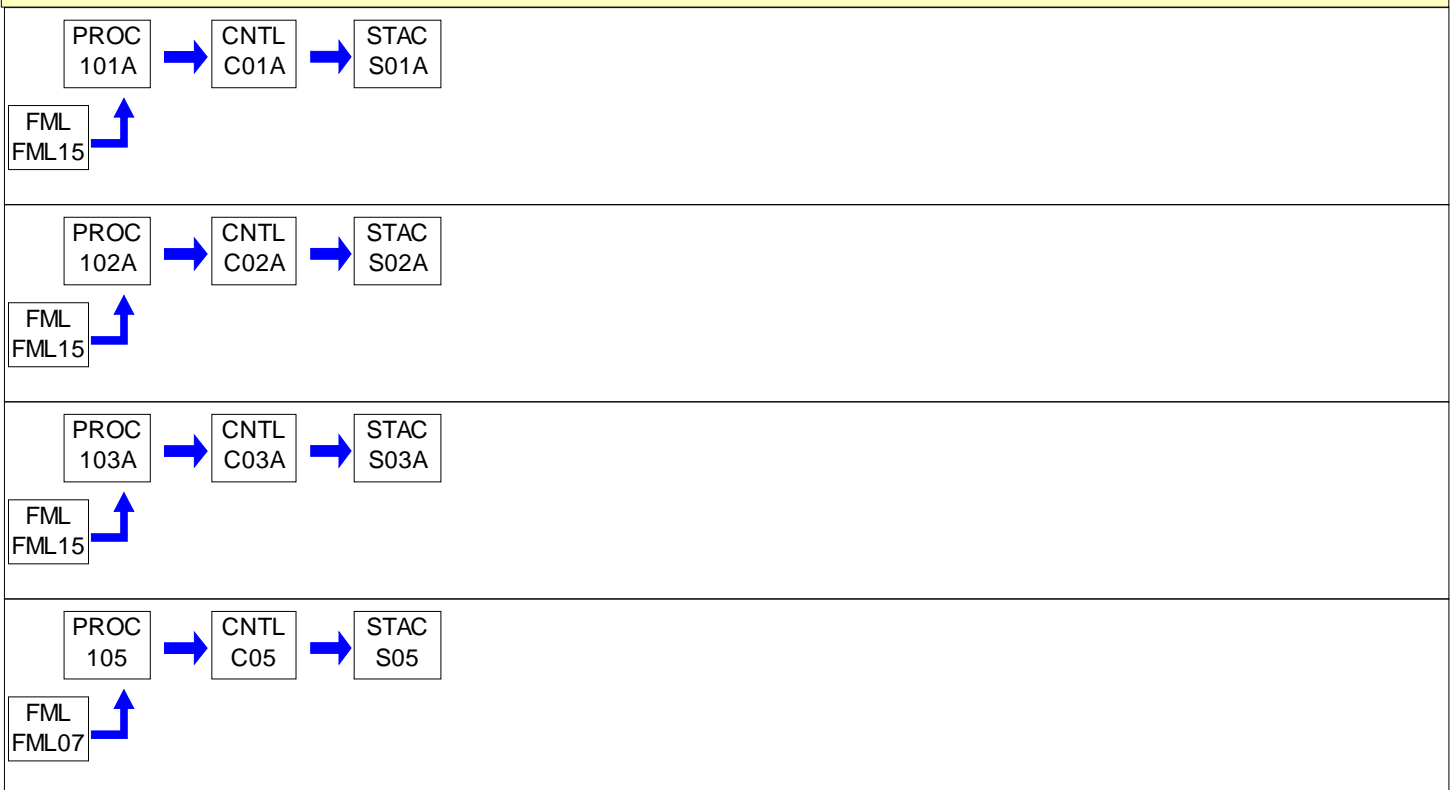 PROC
101A
CNTL
C01A
STAC
S01A
FML
FML15
PROC
102A
CNTL
C02A
STAC
S02A
FML
FML15
PROC
103A
CNTL
C03A
STAC
S03A
FML
FML15
PROC
105
CNTL
C05
STAC
S05
FML
FML07